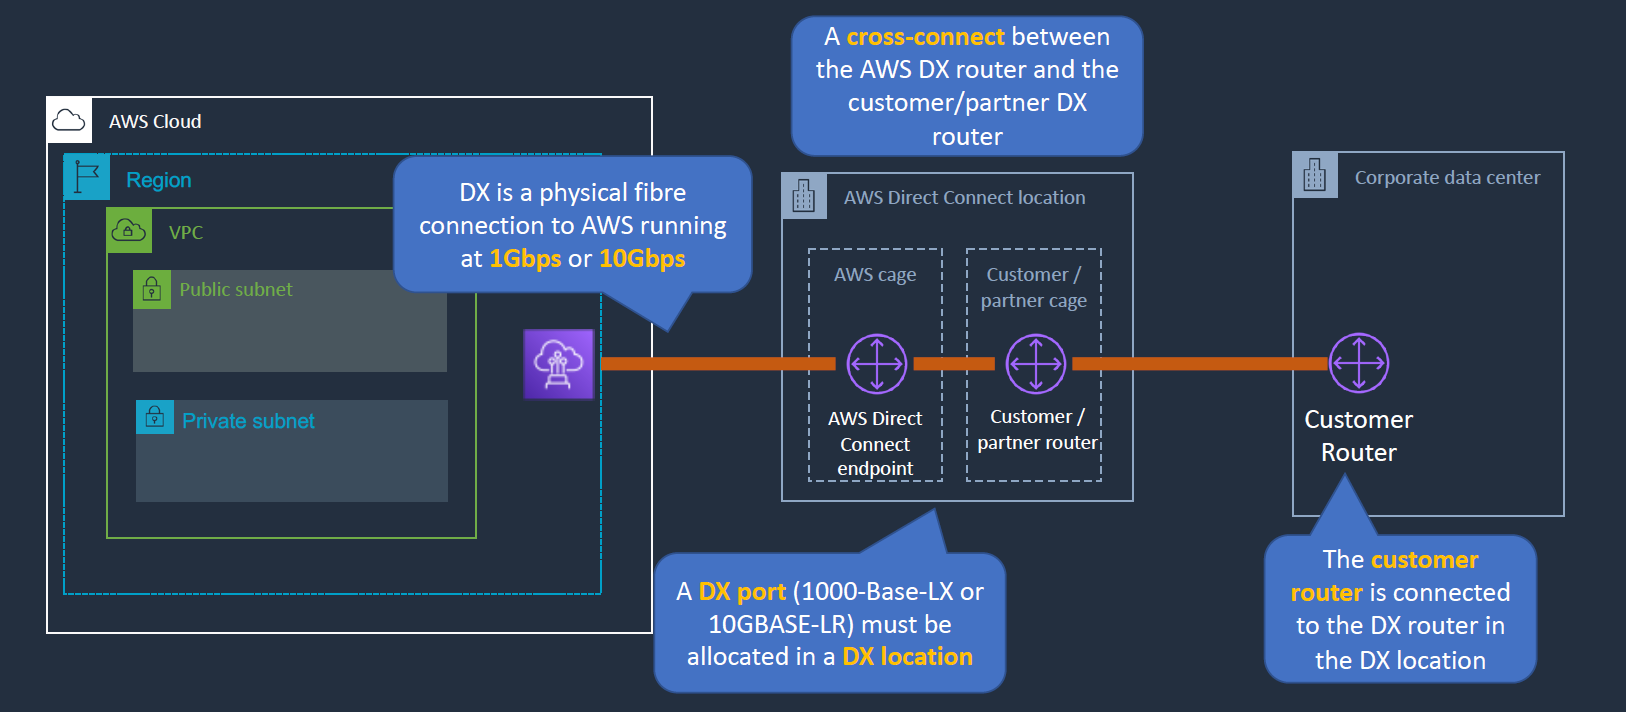 A cross-connect between
the AWS DX router and the
customer/partner DX
router
AWS Cloud
Region
VPC
Public subnet
Private subnet
DX is a physical fibre
connection to AWS running
at 1Gbps or 10Gbps
AWS Direct Connect location
AWS cage
Customer /
partner cage
AWS Direct
Connect
endpoint
Customer /
partner router
Corporate data center
Customer
Router
A DX port (1000-Base-LX or
10GBASE-LR) must be
allocated in a DX location
The customer
router is connected
to the DX router in
the DX location